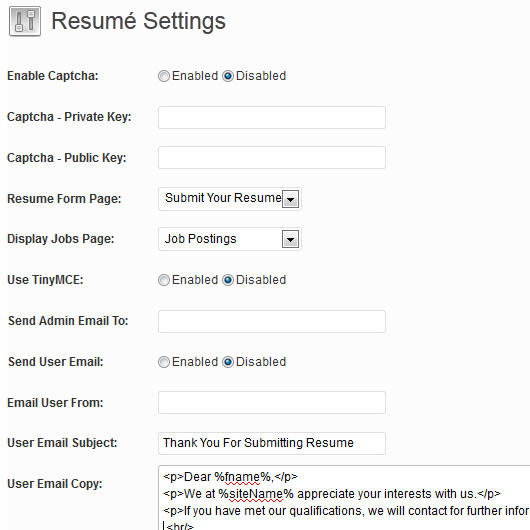 Resumé Settings
Enable Captcha: Enabled Disabled
Captcha - Private Key:
Captcha - Public Key:
Resume Form Page: Submit Your Resume
Display Jobs Page: Job Postings
Use TinyMCE: Enabled Disabled
Send Admin Email To:
Send User Email: Enabled Disabled
Email User From:
User Email Subject: Thank You For Submitting Resume
User Email Copy: <p>Dear %fname%,</p>
<p>We at %siteName% appreciate your interests with us.</p>
<p>If you have met our qualifications, we will contact for further infor
<br/>